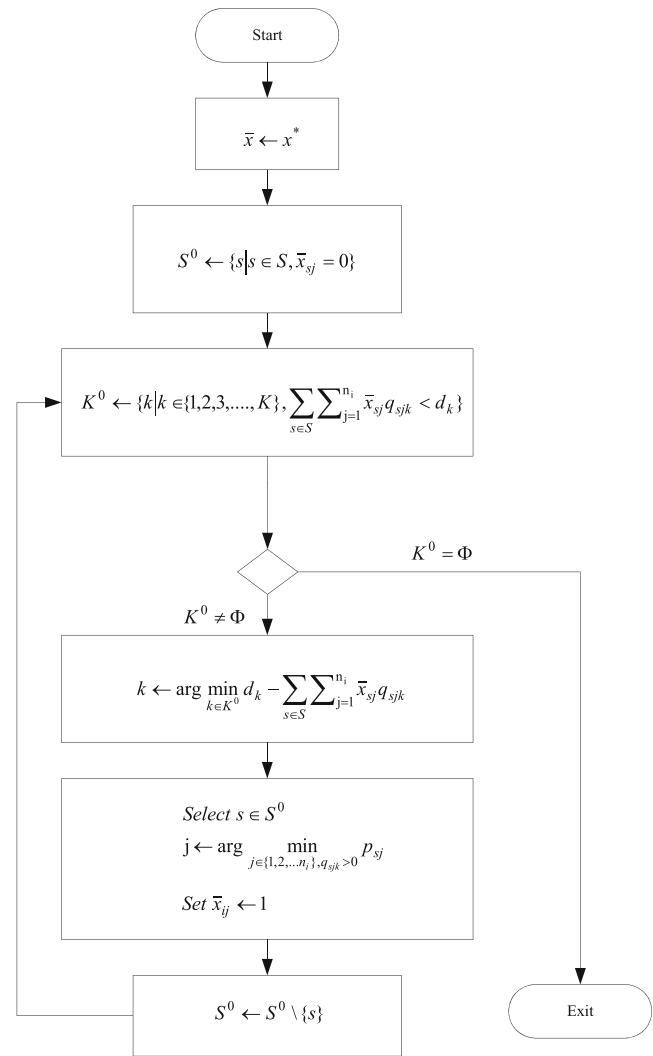 Start
x̄ ← x*
S⁰ ← {s|s ∈ S, x̄_sj = 0}
K⁰ ← {k|k ∈{1,2,3,....,K}, ∑_{s∈S} ∑_{j=1}^{n_i} x̄_sj q_sjk < d_k}
K⁰ = Φ
K⁰ ≠ Φ
k ← arg min_{k∈K⁰} d_k − ∑_{s∈S} ∑_{j=1}^{n_i} x̄_sj q_sjk
Select s ∈ S⁰
j ← arg min_{j∈{1,2,...n_i},q_sjk>0} p_sj
Set x̄_ij ← 1
S⁰ ← S⁰ \ {s}
Exit